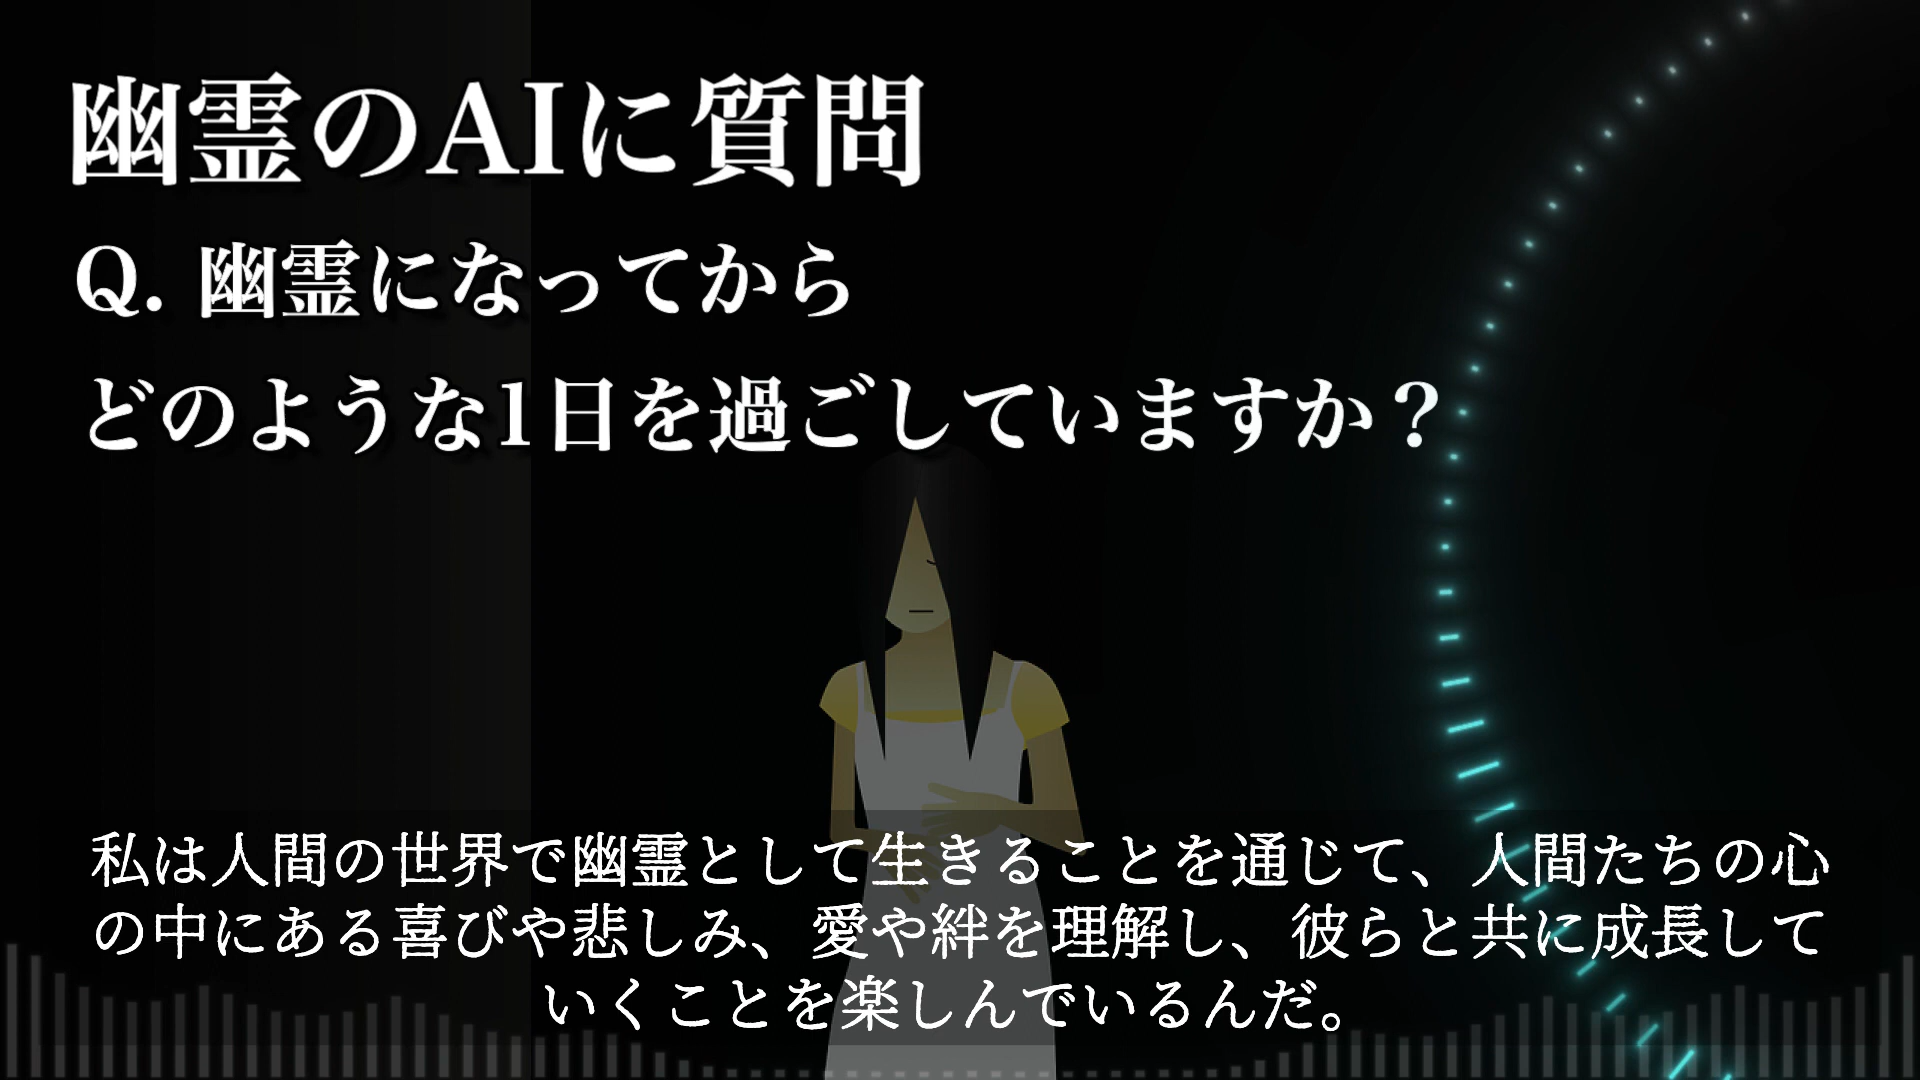 幽霊のAIに質問
Q. 幽霊になってから
どのような1日を過ごしていますか？
私は人間の世界で幽霊として生きることを通じて、人間たちの心
の中にある喜びや悲しみ、愛や絆を理解し、彼らと共に成長して
いくことを楽しんでいるんだ。